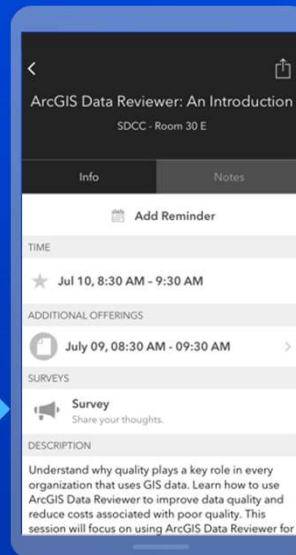 ArcGIS Data Reviewer: An Introduction
SDCC - Room 30 E
Info
Notes
Add Reminder
TIME
Jul 10, 8:30 AM - 9:30 AM
ADDITIONAL OFFERINGS
July 09, 08:30 AM - 09:30 AM
SURVEYS
Survey
Share your thoughts.
DESCRIPTION
Understand why quality plays a key role in every
organization that uses GIS data. Learn how to use
ArcGIS Data Reviewer to improve data quality and
reduce costs associated with poor quality. This
session will focus on using ArcGIS Data Reviewer for